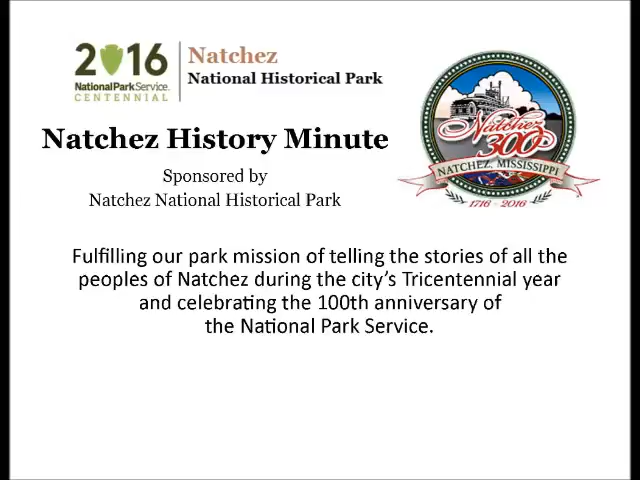 2016
National Park Service
CENTENNIAL
Natchez
National Historical Park
Natchez History Minute
Sponsored by
Natchez National Historical Park
Natchez
300
NATCHEZ, MISSISSIPPI
1716 - 2016
Fulfilling our park mission of telling the stories of all the
peoples of Natchez during the city's Tricentennial year
and celebrating the 100th anniversary of
the National Park Service.